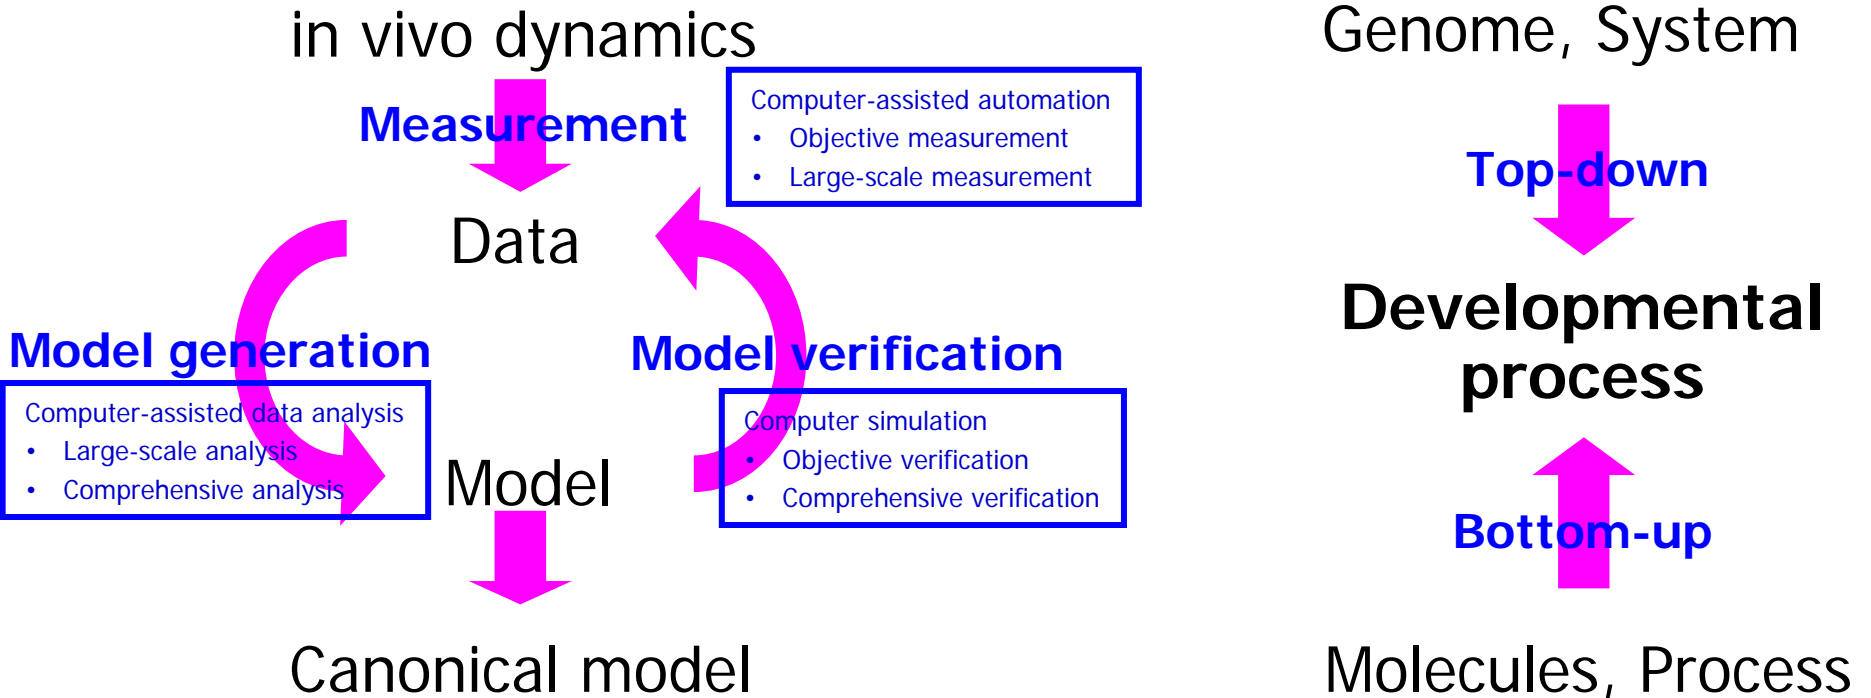 in vivo dynamics
Measurement
Computer-assisted automation
• Objective measurement
• Large-scale measurement
Data
Model generation
Computer-assisted data analysis
• Large-scale analysis
• Comprehensive analysis
Model verification
Computer simulation
• Objective verification
• Comprehensive verification
Model
Canonical model
Genome, System
Top-down
Developmental
process
Bottom-up
Molecules, Process